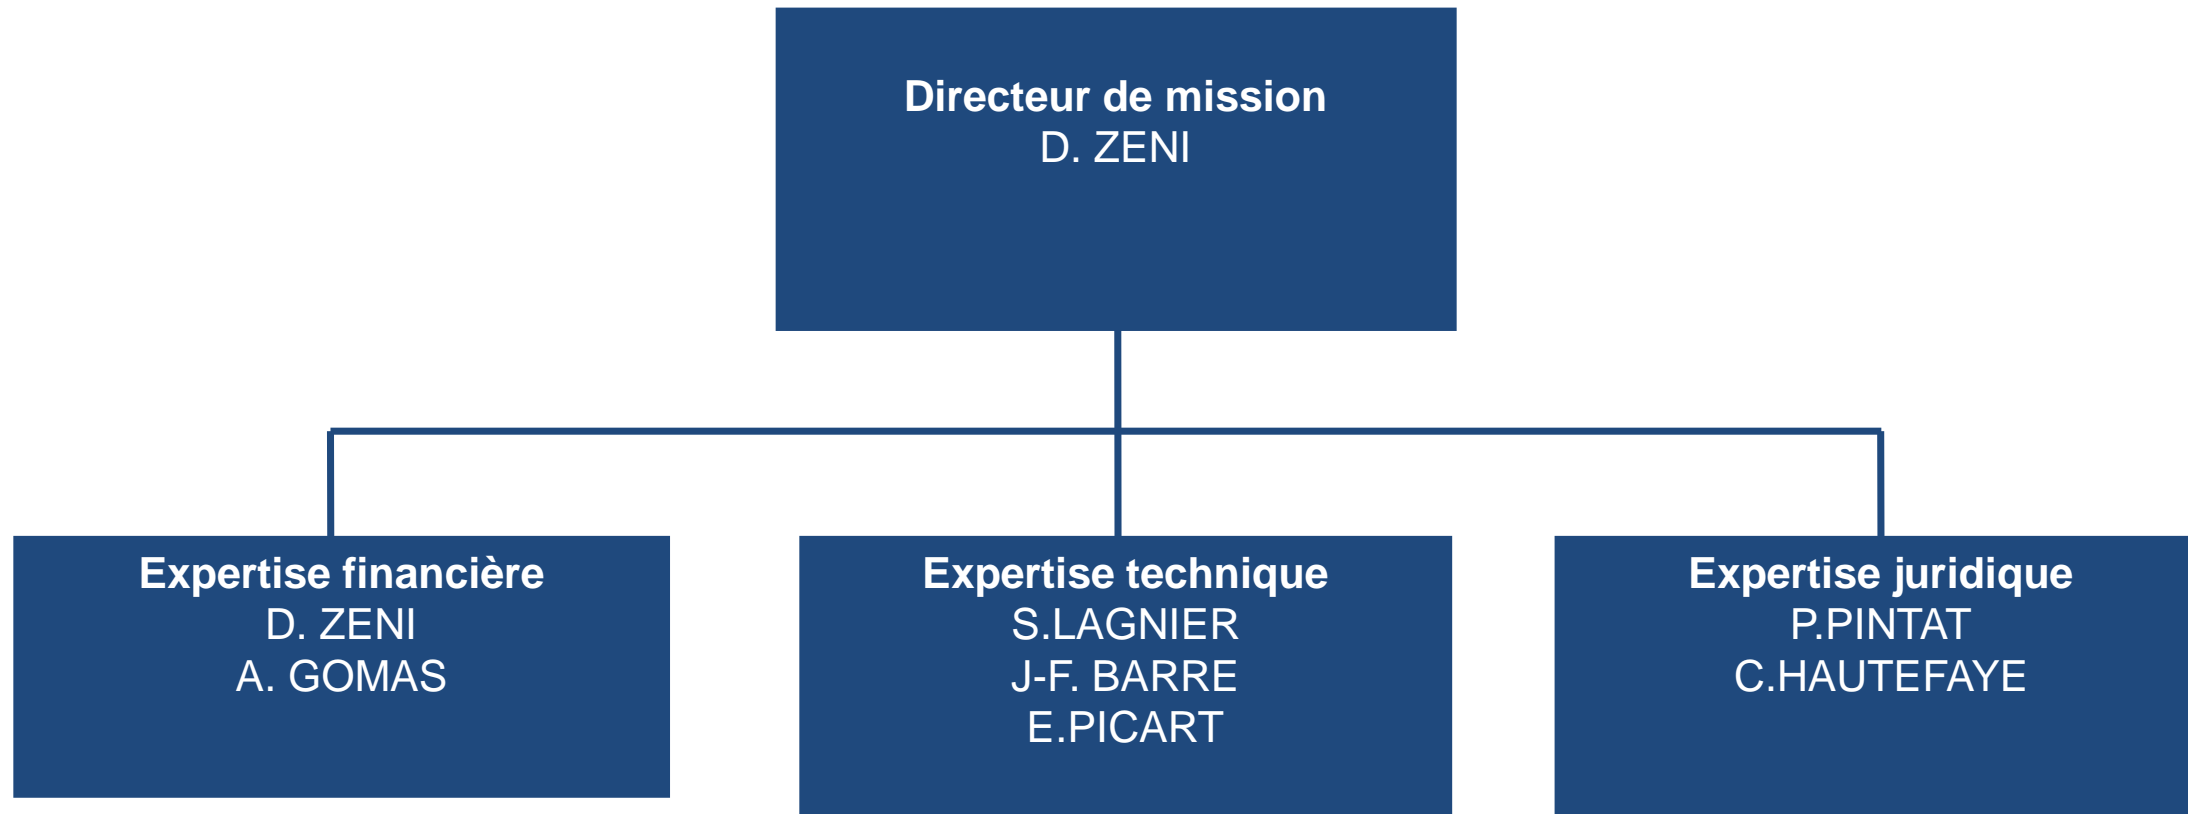 Directeur de mission
D. ZENI
Expertise financière
D. ZENI
A. GOMAS
Expertise technique
S.LAGNIER
J-F. BARRE
E.PICART
Expertise juridique
P.PINTAT
C.HAUTEFAYE